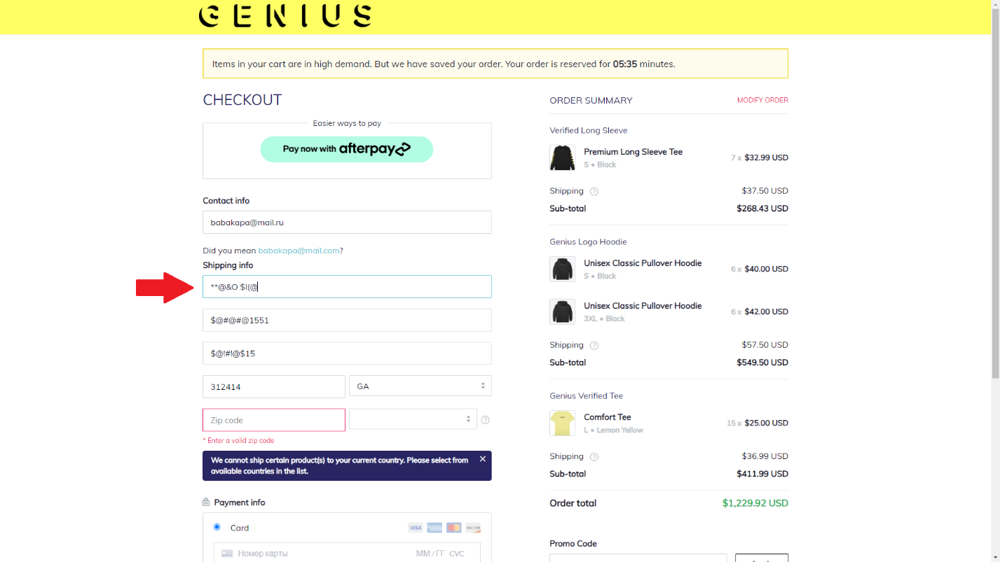 GENIUS
Items in your cart are in high demand. But we have saved your order. Your order is reserved for 05:35 minutes.
CHECKOUT
Easier ways to pay
Pay now with afterpay
Contact info
babakapa@mail.ru
Did you mean babakapa@mail.com?
Shipping info
**@&O $!(@
$@#@#@1551
$@!#!@$15
312414
GA
Zip code
?
* Enter a valid zip code
We cannot ship certain product(s) to your current country. Please select from
available countries in the list.
Payment info
Card
VISA
Номер карты
ММ / ГГ CVC
ORDER SUMMARY
MODIFY ORDER
Verified Long Sleeve
Premium Long Sleeve Tee
S • Black
7 x $32.99 USD
Shipping ? $37.50 USD
Sub-total $268.43 USD
Genius Logo Hoodie
Unisex Classic Pullover Hoodie
S • Black
6 x $40.00 USD
Unisex Classic Pullover Hoodie
3XL • Black
6 x $42.00 USD
Shipping ? $57.50 USD
Sub-total $549.50 USD
Genius Verified Tee
Comfort Tee
L • Lemon Yellow
15 x $25.00 USD
Shipping ? $36.99 USD
Sub-total $411.99 USD
Order total $1,229.92 USD
Promo Code